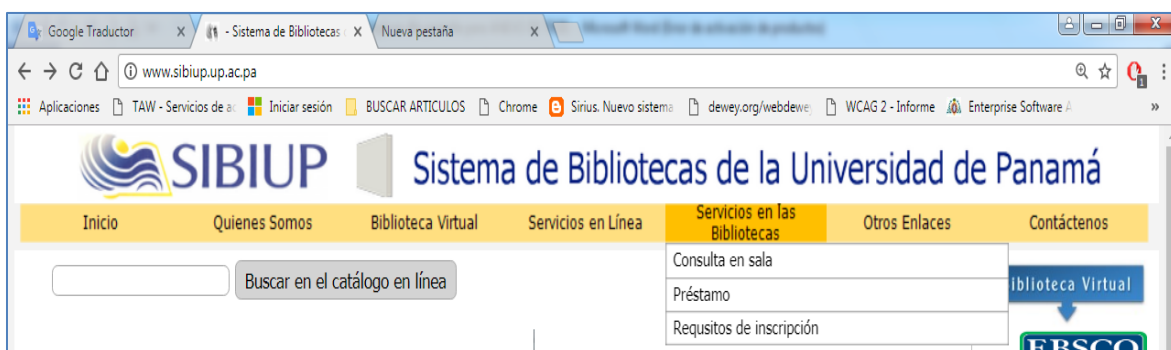 Google Traductor
- Sistema de Bibliotecas
Nueva pestaña
www.sibiup.up.ac.pa
Aplicaciones TAW - Servicios de ac Iniciar sesión BUSCAR ARTICULOS Chrome Sirius. Nuevo sistema dewey.org/webdewey WCAG 2 - Informe Enterprise Software A »
SIBIUP Sistema de Bibliotecas de la Universidad de Panamá
Inicio Quienes Somos Biblioteca Virtual Servicios en Línea Servicios en las Bibliotecas Otros Enlaces Contáctenos
Buscar en el catálogo en línea
Consulta en sala
Préstamo
Requsitos de inscripción
iblioteca Virtual
EBSCO